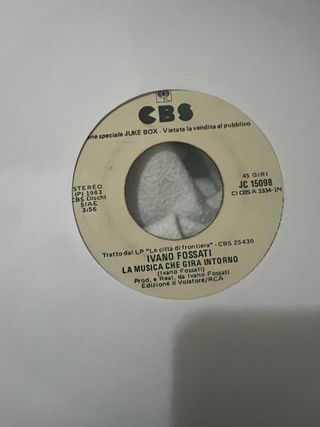 CBS
ne speciale JUKE BOX - Vietata la vendita al pubblico
STEREO
(P) 1983
CBS Dischi
SIAE
3:56
45 GIRI
JC 15098
CI CBS A 3334-1N
Tratto dal LP "Le città di frontiera" - CBS 25430
IVANO FOSSATI
LA MUSICA CHE GIRA INTORNO
(Ivano Fossati)
Prod. e Real. da Ivano Fossati
Edizione Il Volatore/RCA